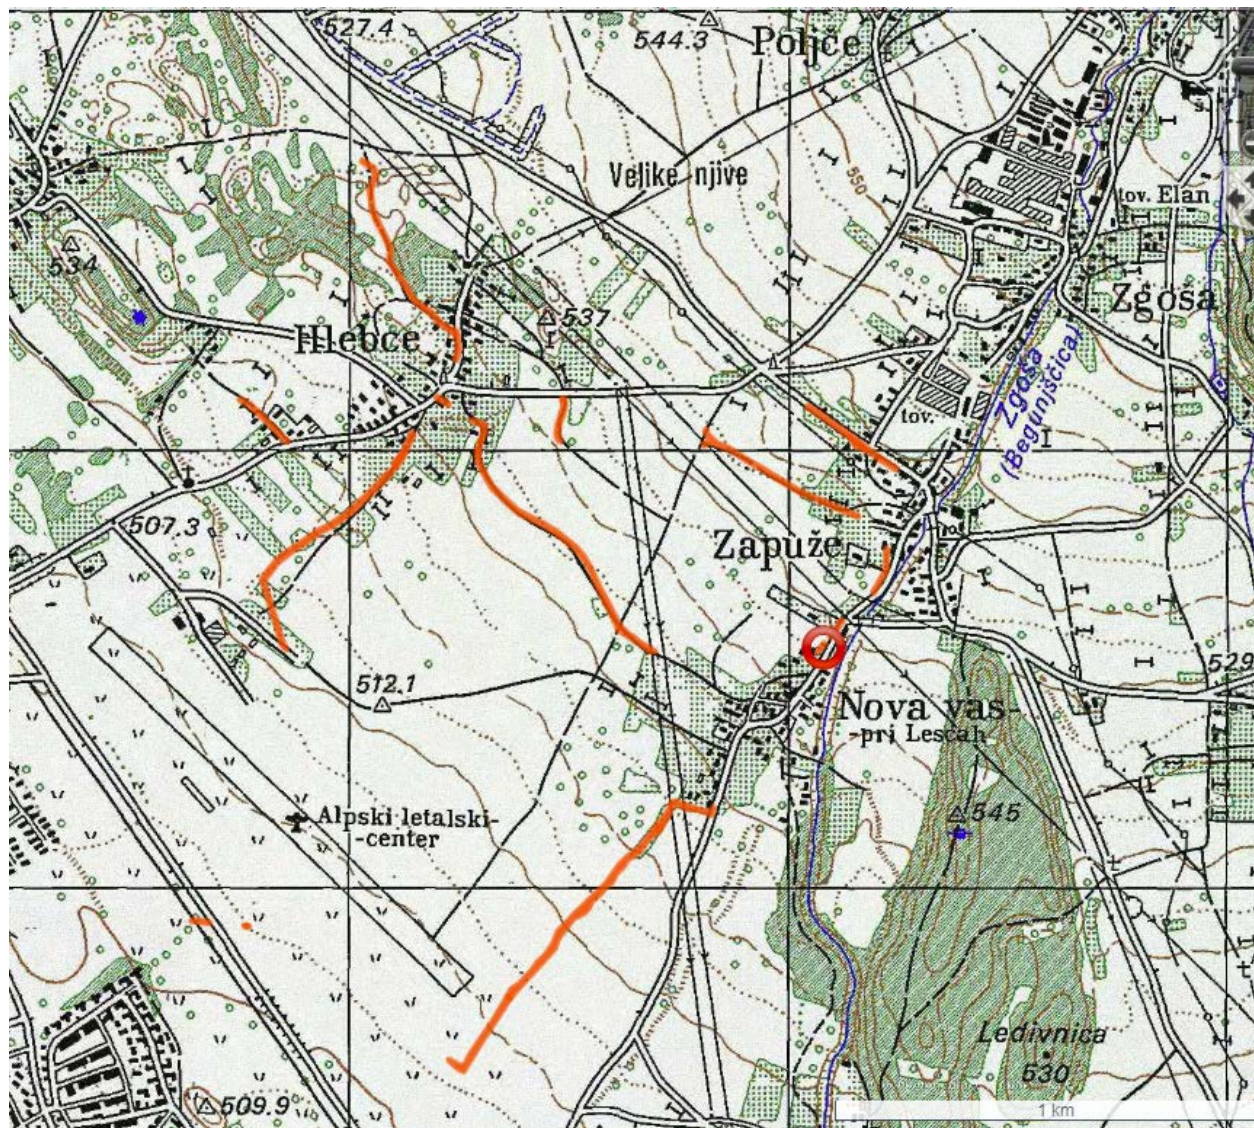 527.4
544.3
Poljče
Velike njive
550
tov. Elan
534
537
Zgoša
Hlebce
Zgoša
(Begunjščica)
tov.
507.3
Zapuže
529
512.1
Nova vas-
-pri Lescah
545
Alpski letalski-
-center
Ledivnica
530
509.9
1 km